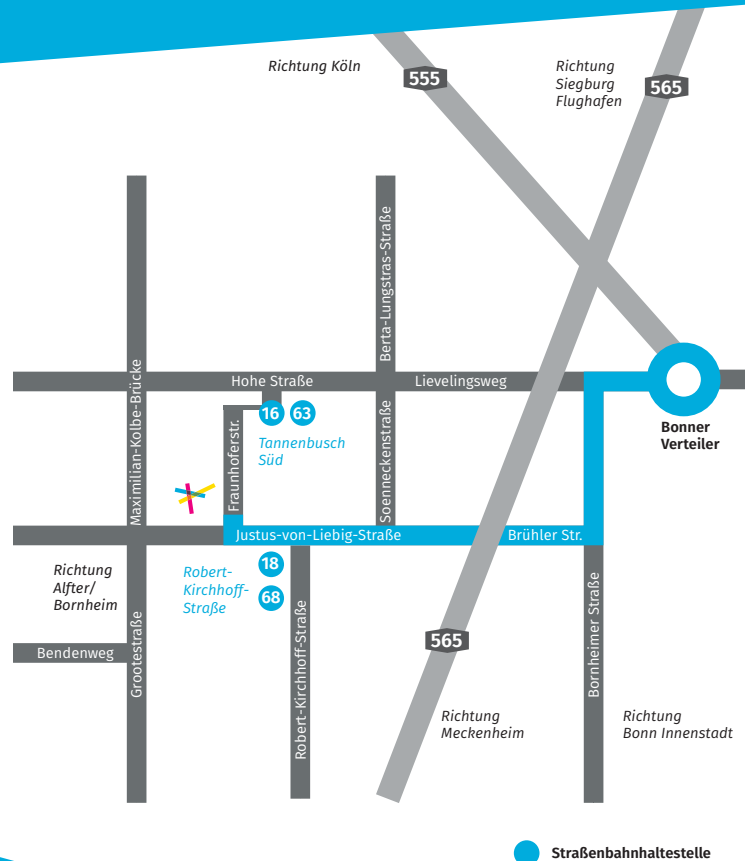 Richtung Köln
555
Richtung
Siegburg
Flughafen
565
Berta-Lungstras-Straße
Maximilian-Kolbe-Brücke
Hohe Straße
Lievelingsweg
16
63
Tannenbusch
Süd
Fraunhoferstr.
Soenneckenstraße
Bonner
Verteiler
Justus-von-Liebig-Straße
Brühler Str.
Richtung
Alfter/
Bornheim
Robert-
Kirchhoff-
Straße
18
68
Bendenweg
Grootestraße
Robert-Kirchhoff-Straße
565
Bornheimer Straße
Richtung
Meckenheim
Richtung
Bonn Innenstadt
Straßenbahnhaltestelle